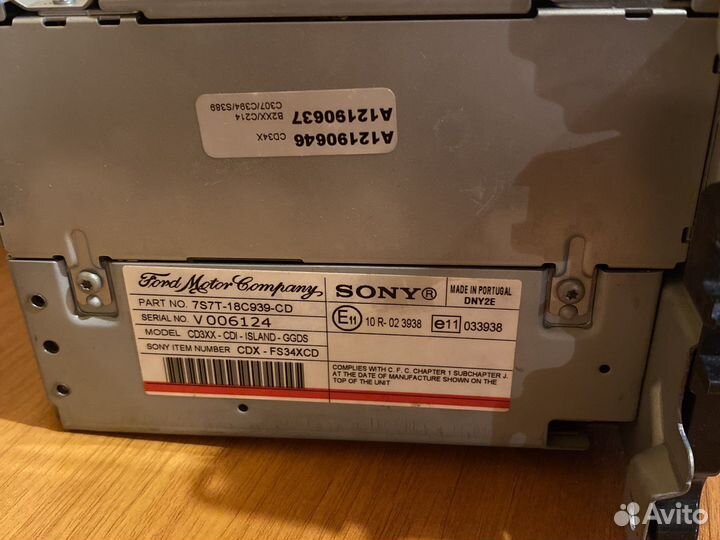 A12190646 CD34X
A12190637 B2XX/C214
C307/C394/S389
Ford Motor Company
PART NO. 7S7T-18C939-CD
SERIAL NO. V006124
MODEL CD3XX - CDI - ISLAND - GGDS
SONY ITEM NUMBER CDX - FS34XCD
SONY®
MADE IN PORTUGAL
DNY2E
E11 10 R - 02 3938 e11 033938
COMPLIES WITH C. F. C. CHAPTER 1 SUBCHAPTER J.
AT THE DATE OF MANUFACTURE SHOWN ON THE
TOP OF THE UNIT
Avito